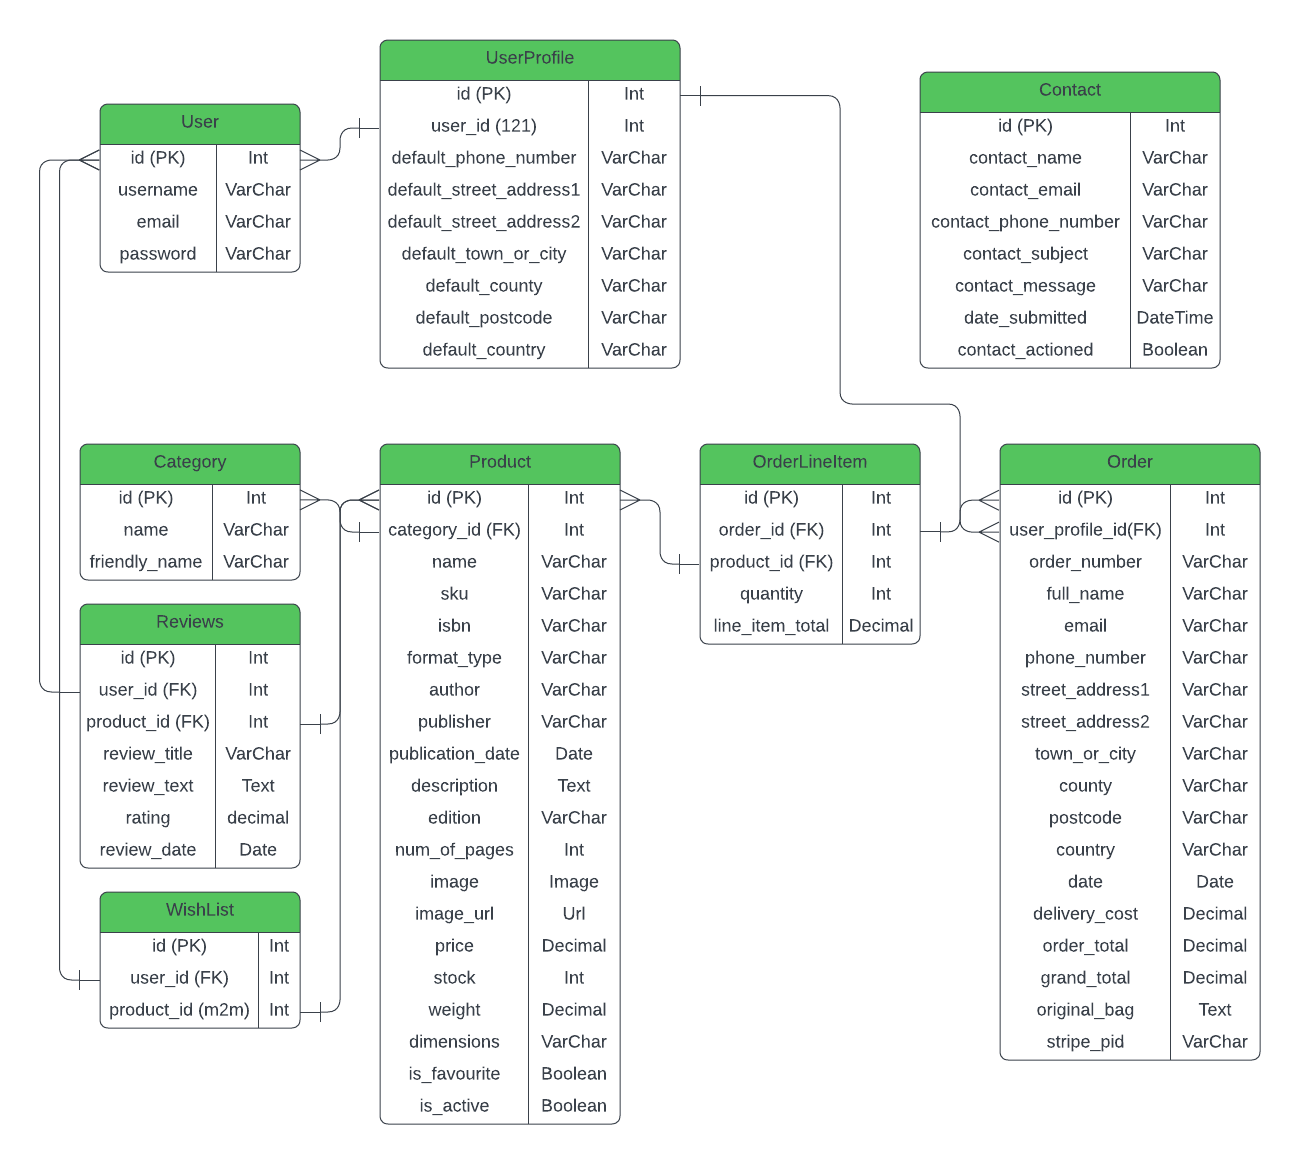 UserProfile
id (PK) Int
user_id (121) Int
default_phone_number VarChar
default_street_address1 VarChar
default_street_address2 VarChar
default_town_or_city VarChar
default_county VarChar
default_postcode VarChar
default_country VarChar
Contact
id (PK) Int
contact_name VarChar
contact_email VarChar
contact_phone_number VarChar
contact_subject VarChar
contact_message VarChar
date_submitted DateTime
contact_actioned Boolean
User
id (PK) Int
username VarChar
email VarChar
password VarChar
Category
id (PK) Int
name VarChar
friendly_name VarChar
Reviews
id (PK) Int
user_id (FK) Int
product_id (FK) Int
review_title VarChar
review_text Text
rating decimal
review_date Date
WishList
id (PK) Int
user_id (FK) Int
product_id (m2m) Int
Product
id (PK) Int
category_id (FK) Int
name VarChar
sku VarChar
isbn VarChar
format_type VarChar
author VarChar
publisher VarChar
publication_date Date
description Text
edition VarChar
num_of_pages Int
image Image
image_url Url
price Decimal
stock Int
weight Decimal
dimensions VarChar
is_favourite Boolean
is_active Boolean
OrderLineItem
id (PK) Int
order_id (FK) Int
product_id (FK) Int
quantity Int
line_item_total Decimal
Order
id (PK) Int
user_profile_id(FK) Int
order_number VarChar
full_name VarChar
email VarChar
phone_number VarChar
street_address1 VarChar
street_address2 VarChar
town_or_city VarChar
county VarChar
postcode VarChar
country VarChar
date Date
delivery_cost Decimal
order_total Decimal
grand_total Decimal
original_bag Text
stripe_pid VarChar